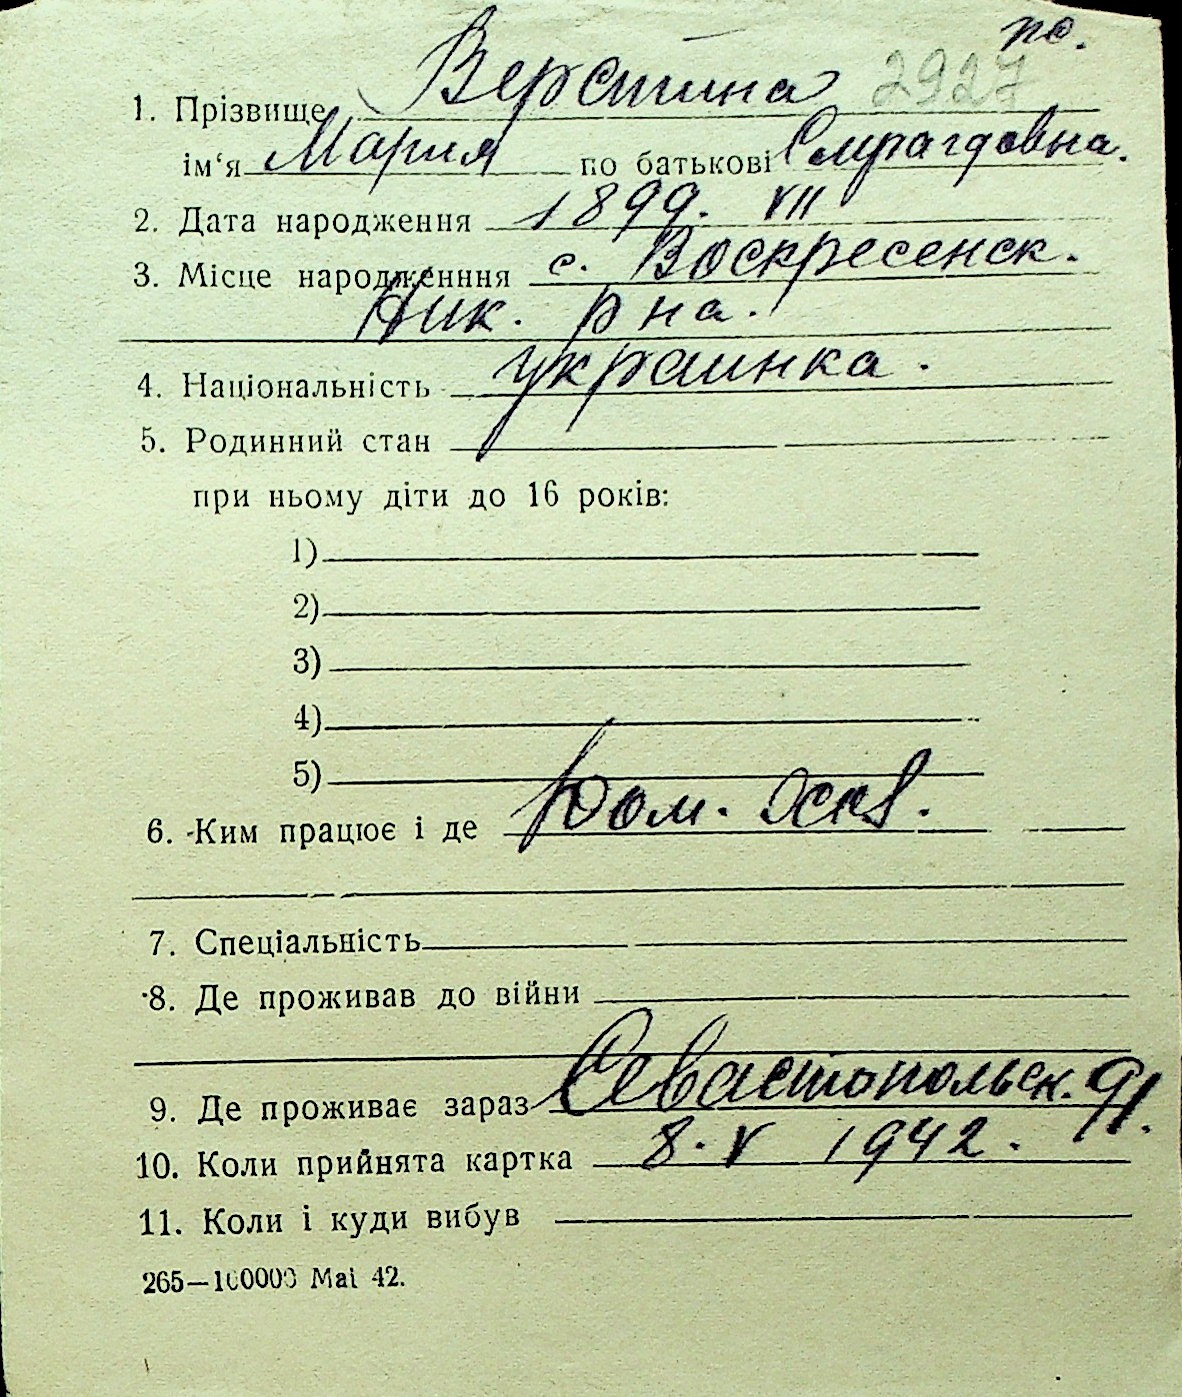 по.
1. Прізвище Верстина 2927
ім‘я Мария по батькові Смрагдовна.
2. Дата народження 1899. VII
3. Місце народженння с. Воскресенск.
Ник. р на.
4. Національність украинка.
5. Родинний стан
при ньому діти до 16 років:
1)
2)
3)
4)
5)
6. Ким працює і де Дом. Хоз.
7. Спеціальність
8. Де проживав до війни
9. Де проживає зараз Севастопольск. 91.
10. Коли прийнята картка 8. V 1942.
11. Коли і куди вибув
265—100000 Mai 42.